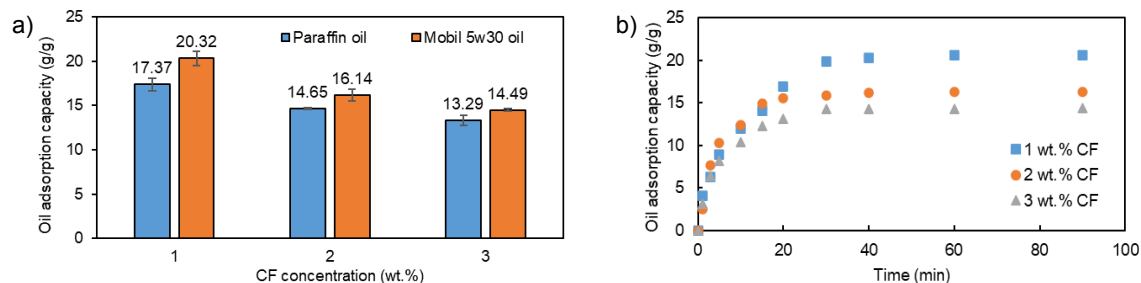 a)
Oil adsorption capacity (g/g)
25
20
15
10
5
0
Paraffin oil
Mobil 5w30 oil
17.37
20.32
14.65
16.14
13.29
14.49
1
2
3
CF concentration (wt.%)
b)
Oil adsorption capacity (g/g)
25
20
15
10
5
0
1 wt.% CF
2 wt.% CF
3 wt.% CF
0
20
40
60
80
100
Time (min)